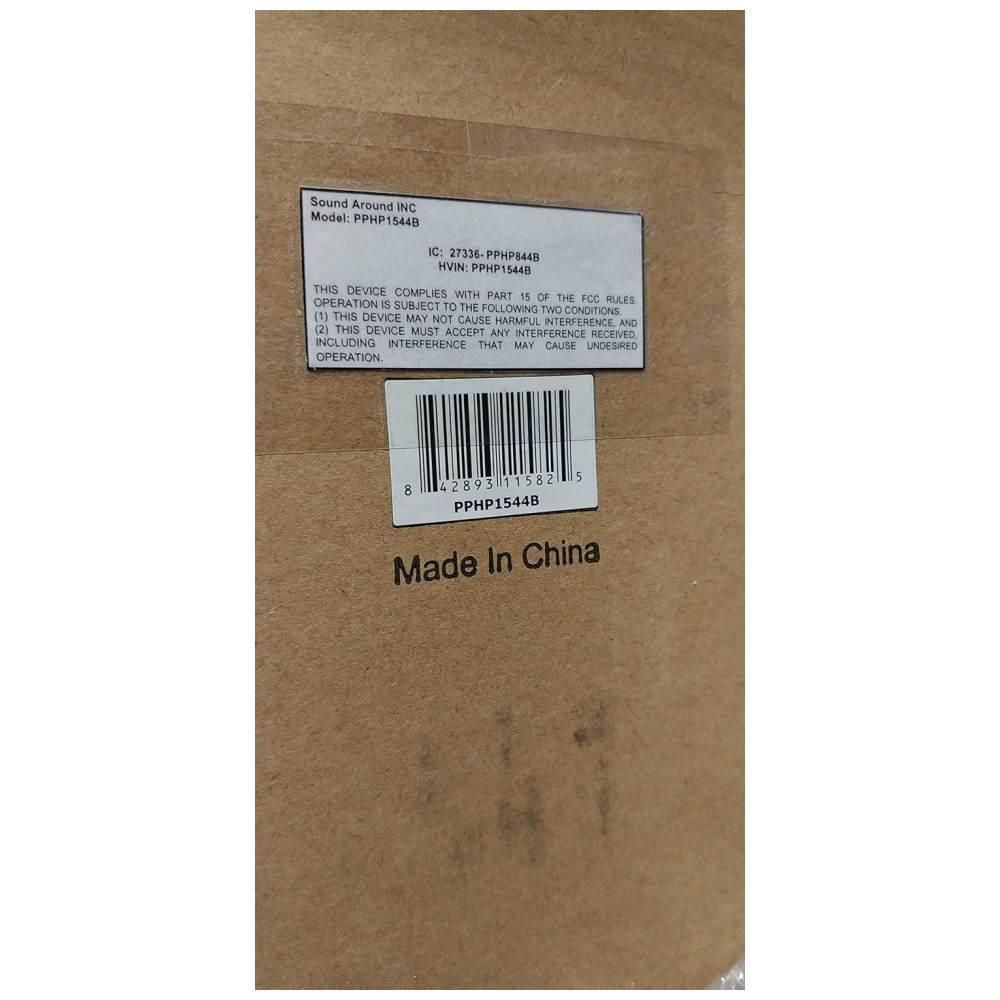 Sound Around INC
Model: PPHP1544B
IC: 27336- PPHP844B
HVIN: PPHP1544B
THIS DEVICE COMPLIES WITH PART 15 OF THE FCC RULES.
OPERATION IS SUBJECT TO THE FOLLOWING TWO CONDITIONS.
(1) THIS DEVICE MAY NOT CAUSE HARMFUL INTERFERENCE, AND
(2) THIS DEVICE MUST ACCEPT ANY INTERFERENCE RECEIVED,
INCLUDING INTERFERENCE THAT MAY CAUSE UNDESIRED
OPERATION.
8 42893 11582 5
PPHP1544B
Made In China